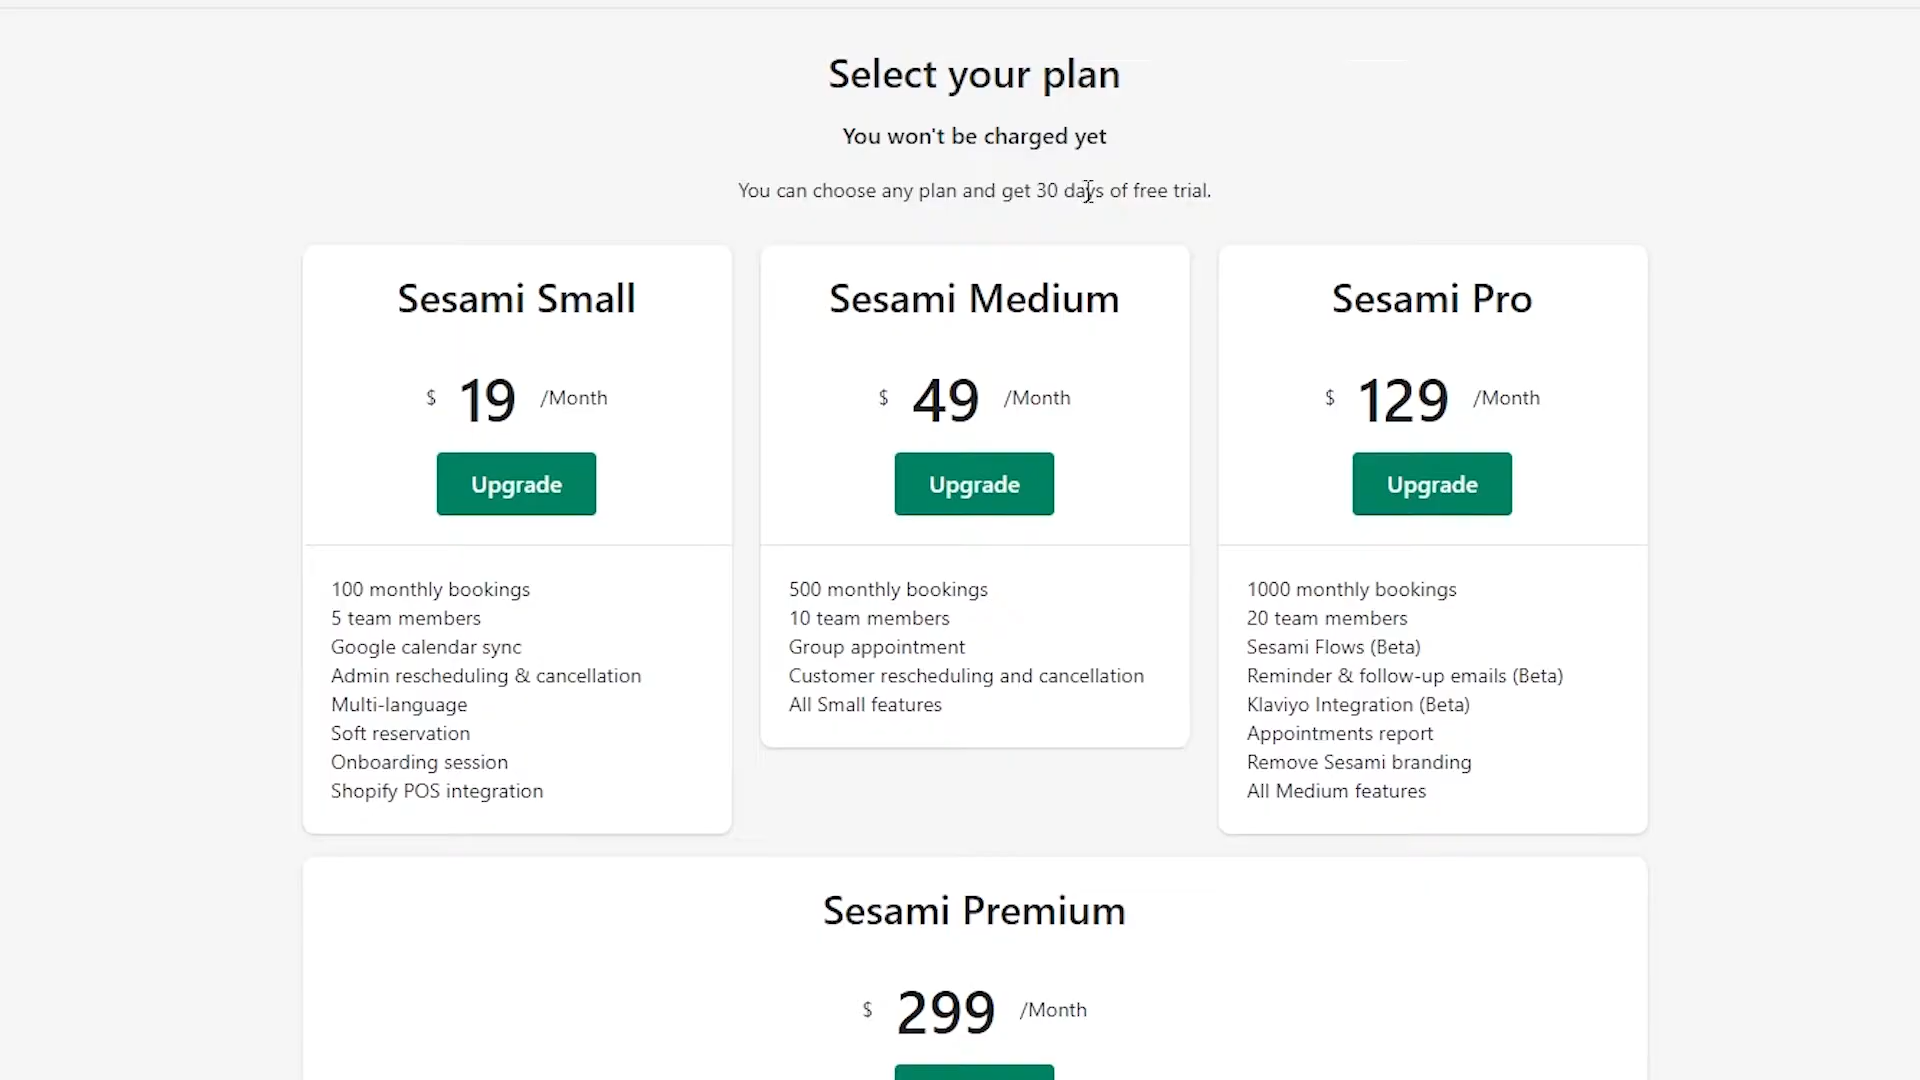 Select your plan
You won't be charged yet
You can choose any plan and get 30 days of free trial.
Sesami Small
$ 19 /Month
Upgrade
100 monthly bookings
5 team members
Google calendar sync
Admin rescheduling & cancellation
Multi-language
Soft reservation
Onboarding session
Shopify POS integration
Sesami Medium
$ 49 /Month
Upgrade
500 monthly bookings
10 team members
Group appointment
Customer rescheduling and cancellation
All Small features
Sesami Pro
$ 129 /Month
Upgrade
1000 monthly bookings
20 team members
Sesami Flows (Beta)
Reminder & follow-up emails (Beta)
Klaviyo Integration (Beta)
Appointments report
Remove Sesami branding
All Medium features
Sesami Premium
$ 299 /Month